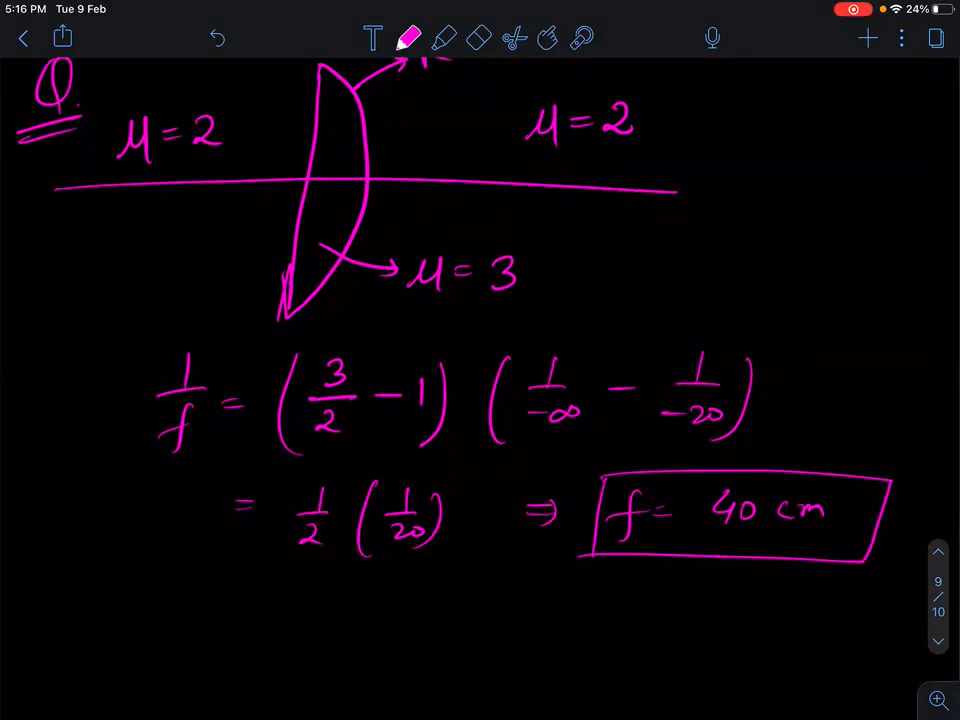 5:16 PM Tue 9 Feb
24%
T
Q.
μ = 2
μ = 2
μ = 3
1/f = (3/2 − 1) (1/−∞ − 1/−20)
= 1/2 (1/20) ⇒ f = 40 cm
9
/
10